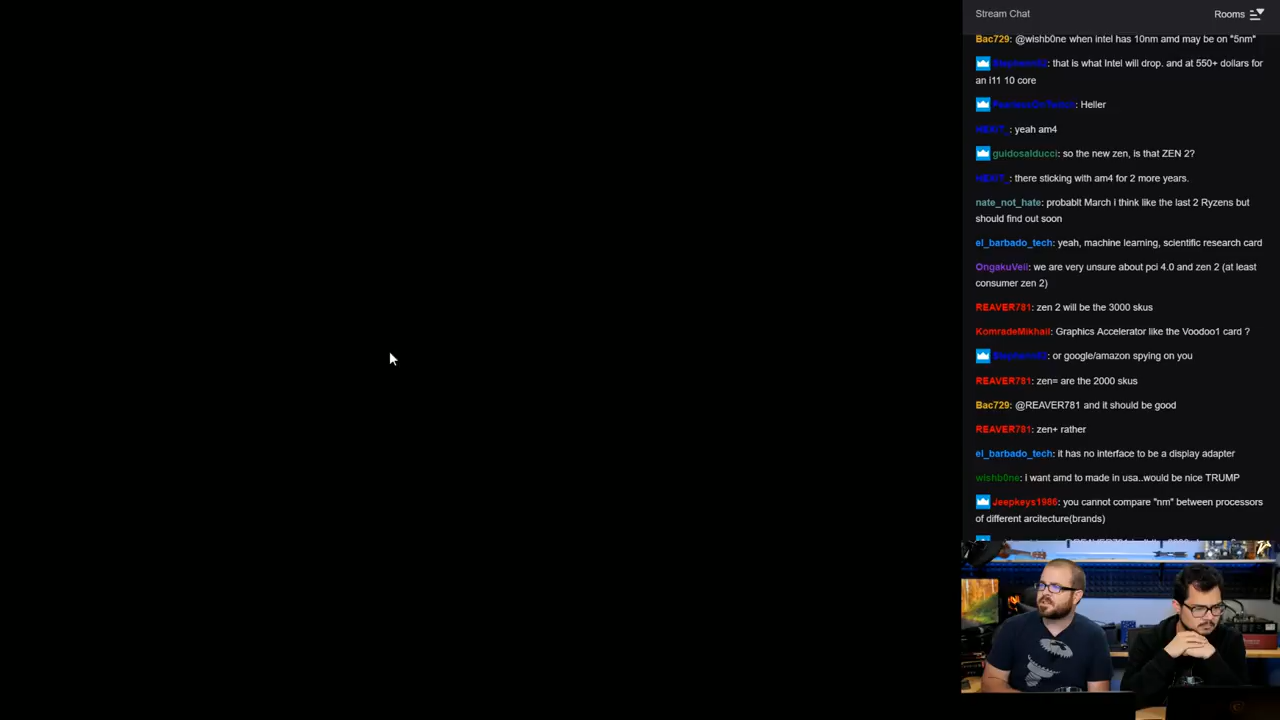 Stream Chat
Rooms
Bac729: @wishb0ne when intel has 10nm amd may be on "5nm"
: that is what Intel will drop. and at 550+ dollars for
an i11 10 core
: Heller
: yeah am4
guidosalducci: so the new zen, is that ZEN 2?
: there sticking with am4 for 2 more years.
nate_not_hate: probablt March i think like the last 2 Ryzens but
should find out soon
el_barbado_tech: yeah, machine learning, scientific research card
OngakuVeil: we are very unsure about pci 4.0 and zen 2 (at least
consumer zen 2)
REAVER781: zen 2 will be the 3000 skus
KomradeMikhail: Graphics Accelerator like the Voodoo1 card ?
: or google/amazon spying on you
REAVER781: zen= are the 2000 skus
Bac729: @REAVER781 and it should be good
REAVER781: zen+ rather
el_barbado_tech: it has no interface to be a display adapter
wishb0ne: i want amd to made in usa..would be nice TRUMP
Jeepkeys1986: you cannot compare "nm" between processors
of different arcitecture(brands)